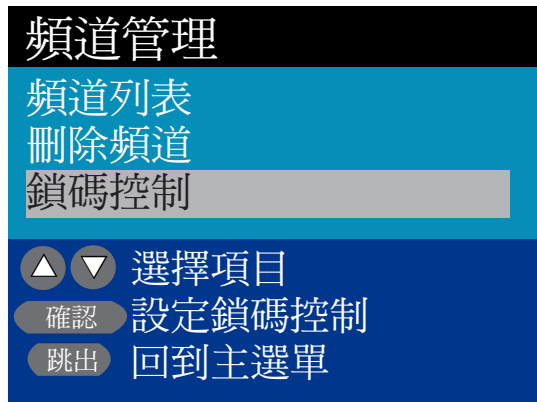 頻道管理
頻道列表
刪除頻道
鎖碼控制
選擇項目
確認 設定鎖碼控制
跳出 回到主選單